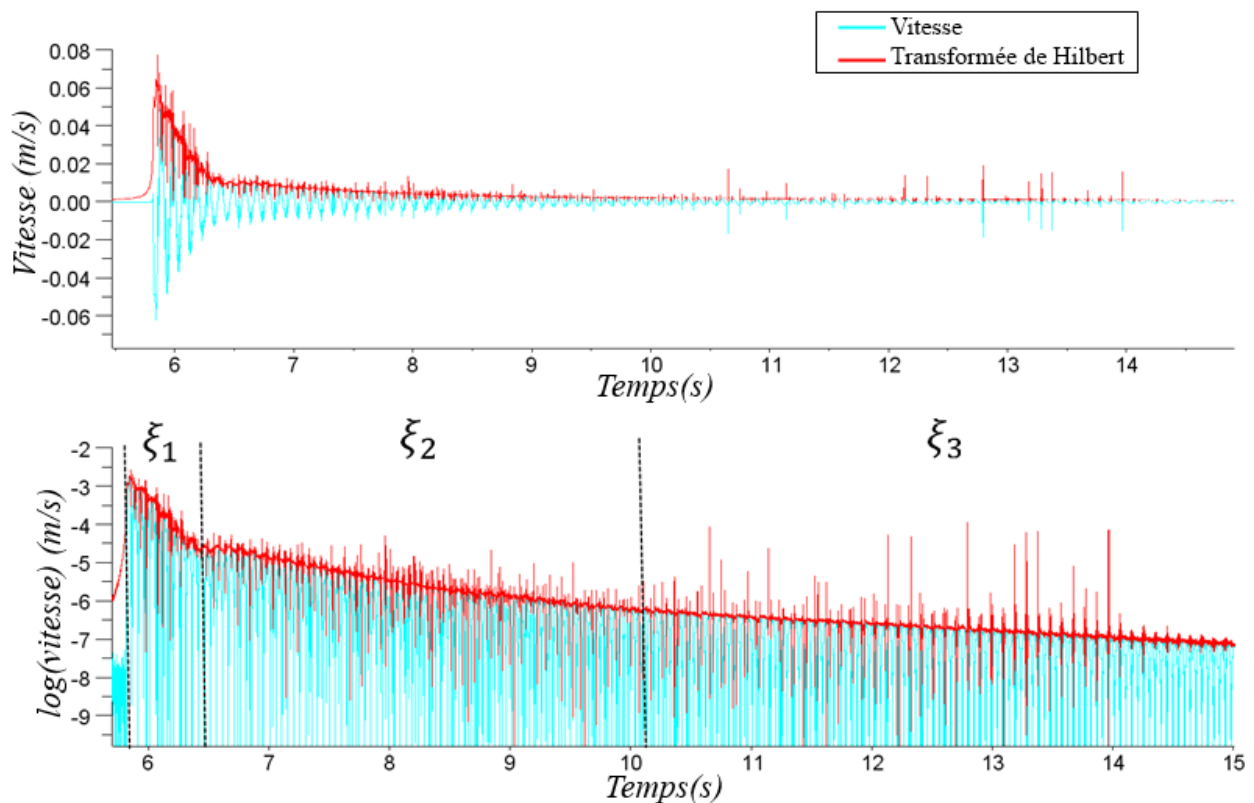 Vitesse
Transformée de Hilbert
Vitesse (m/s)
0.08
0.06
0.04
0.02
0.00
-0.02
-0.04
-0.06
6 7 8 9 10 11 12 13 14
Temps(s)
ξ1 ξ2 ξ3
log(vitesse) (m/s)
-2
-3
-4
-5
-6
-7
-8
-9
6 7 8 9 10 11 12 13 14 15
Temps(s)